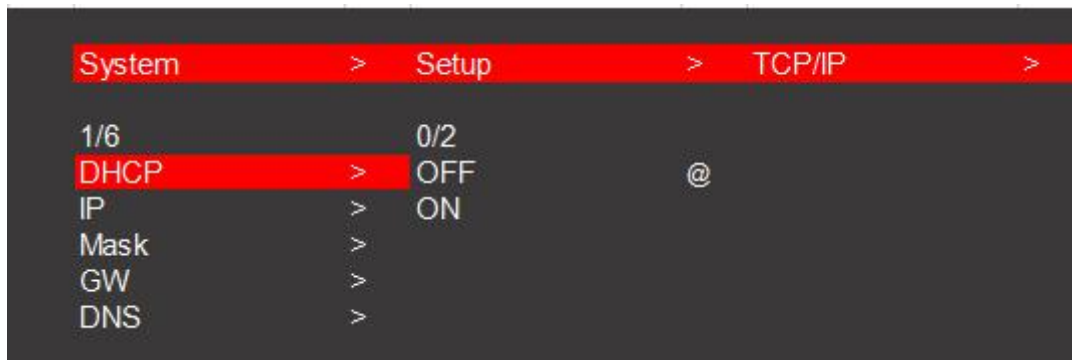 System > Setup > TCP/IP >
1/6 0/2
DHCP > OFF @
IP > ON
Mask >
GW >
DNS >